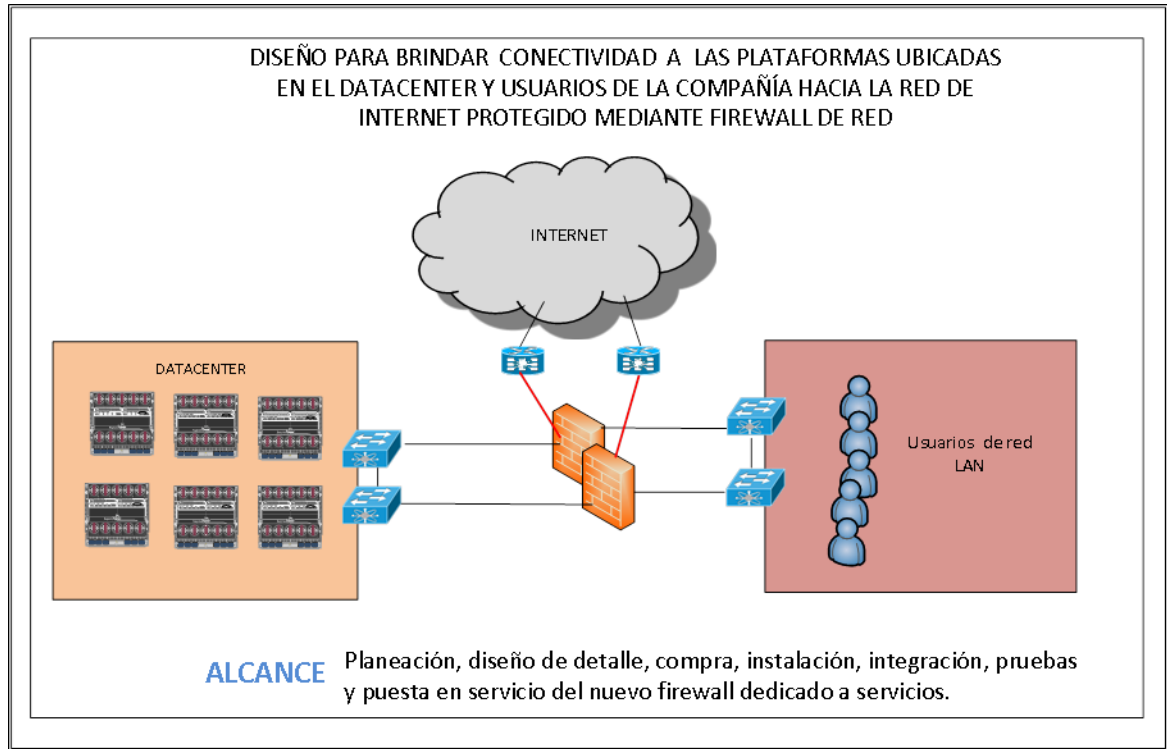 DISEÑO PARA BRINDAR CONECTIVIDAD A LAS PLATAFORMAS UBICADAS
EN EL DATACENTER Y USUARIOS DE LA COMPAÑÍA HACIA LA RED DE
INTERNET PROTEGIDO MEDIANTE FIREWALL DE RED
INTERNET
DATACENTER
Usuarios de red
LAN
ALCANCE
Planeación, diseño de detalle, compra, instalación, integración, pruebas
y puesta en servicio del nuevo firewall dedicado a servicios.